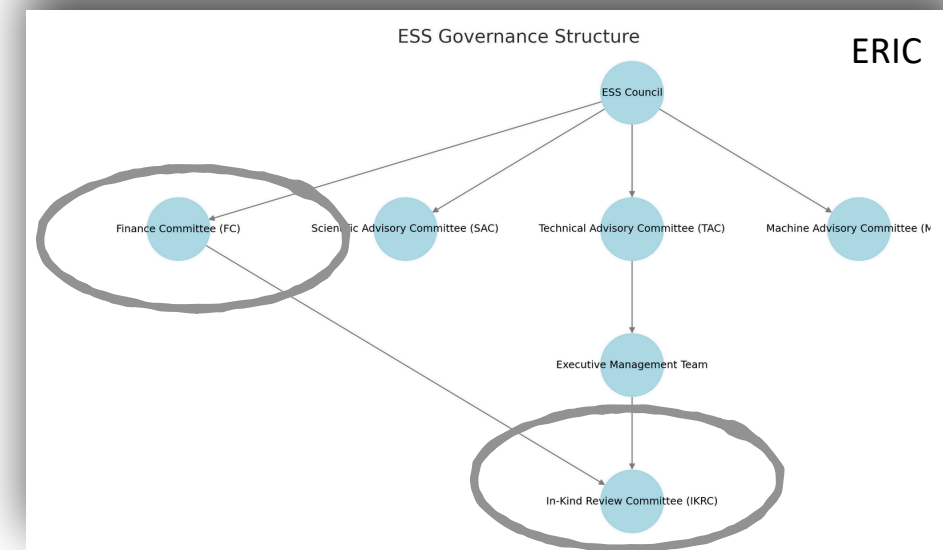 ESS Governance Structure
ERIC
ESS Council
Finance Committee (FC)
Scientific Advisory Committee (SAC)
Technical Advisory Committee (TAC)
Machine Advisory Committee (M
Executive Management Team
In-Kind Review Committee (IKRC)